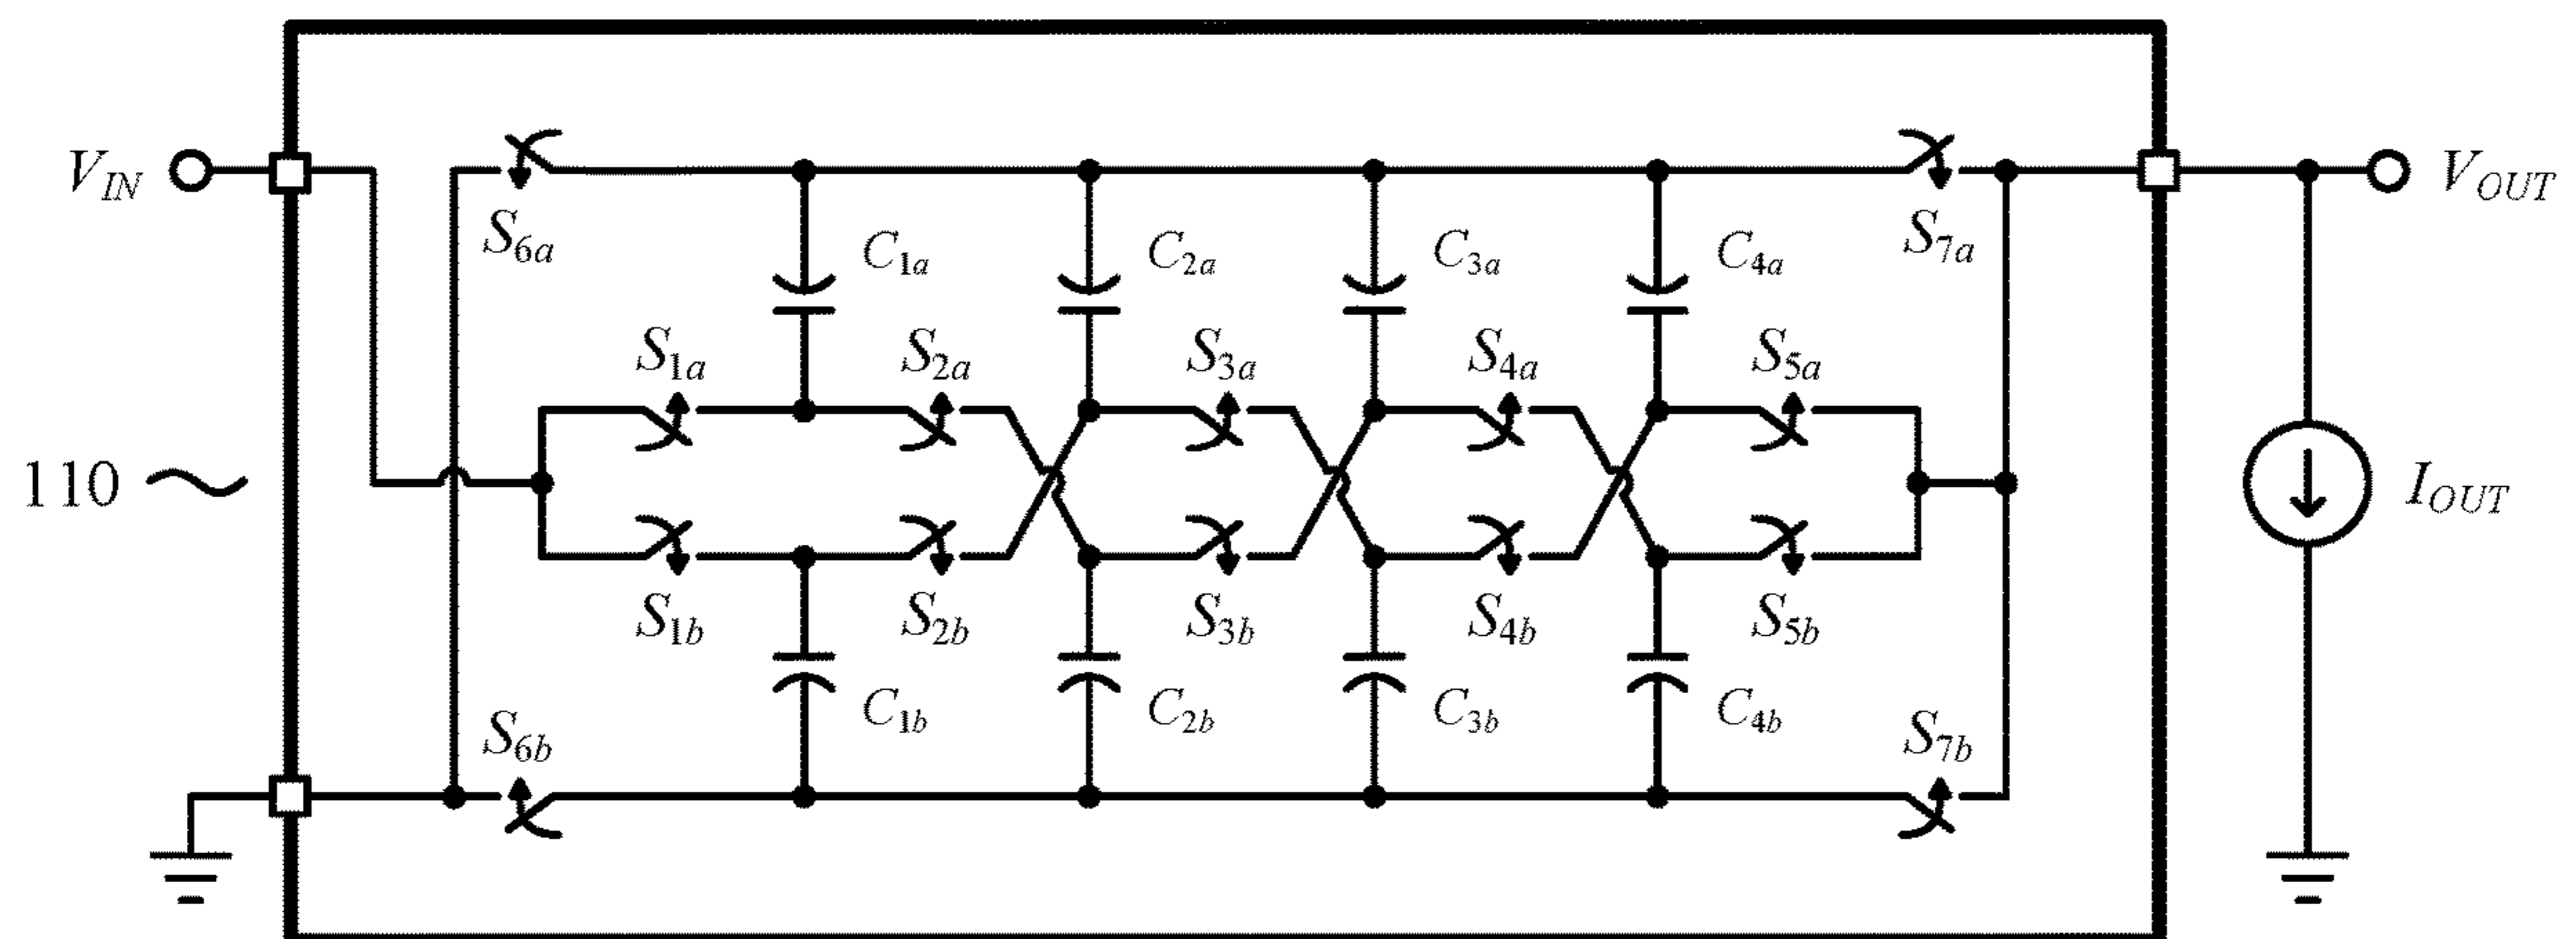 V_IN
V_OUT
S_6a
S_7a
C_1a
C_2a
C_3a
C_4a
S_1a
S_2a
S_3a
S_4a
S_5a
110
I_OUT
S_1b
S_2b
S_3b
S_4b
S_5b
C_1b
C_2b
C_3b
C_4b
S_6b
S_7b